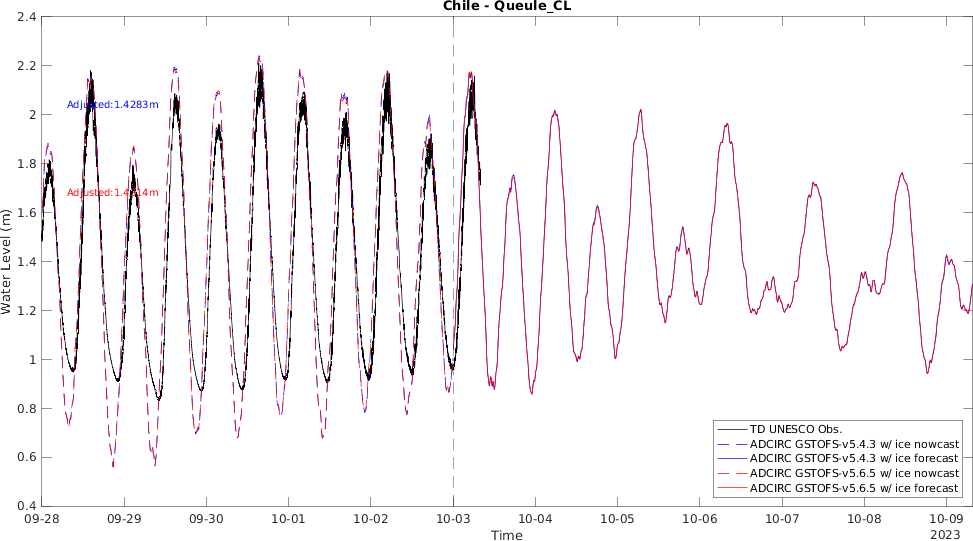 Chile - Queule_CL
2.4
2.2
2
1.8
1.6
1.4
1.2
1
0.8
0.6
0.4
Water Level (m)
Adjusted:1.4283m
TD UNESCO Obs.
ADCIRC GSTOFS-v5.4.3 w/ ice nowcast
ADCIRC GSTOFS-v5.4.3 w/ ice forecast
ADCIRC GSTOFS-v5.6.5 w/ ice nowcast
ADCIRC GSTOFS-v5.6.5 w/ ice forecast
09-28 09-29 09-30 10-01 10-02 10-03 10-04 10-05 10-06 10-07 10-08 10-09
Time
2023